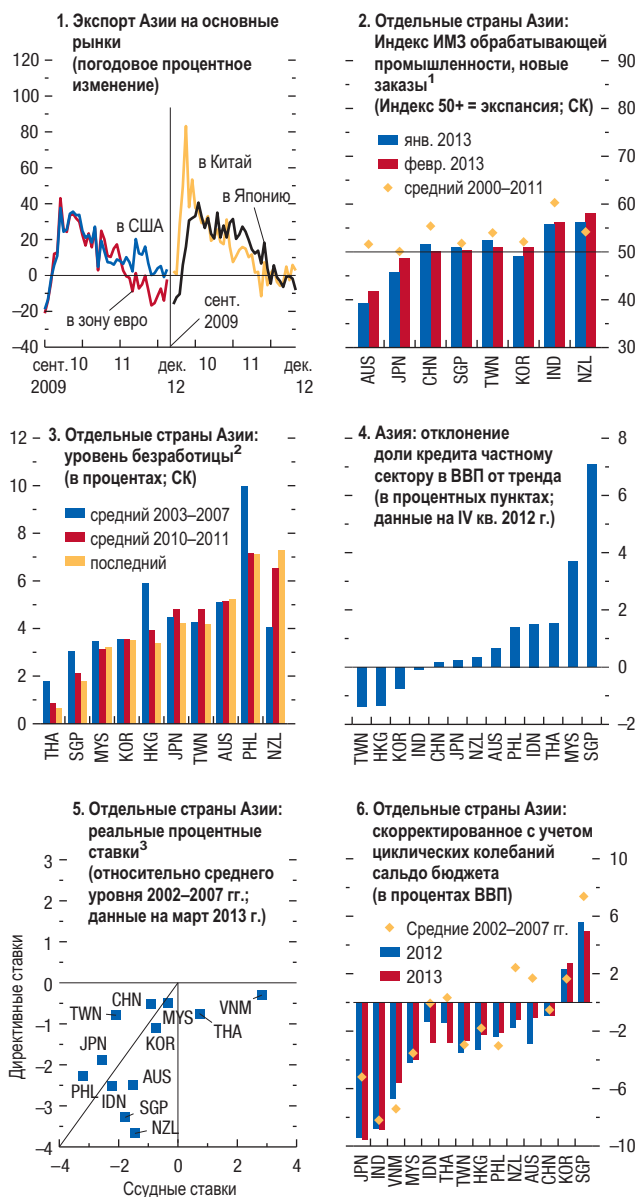 1. Экспорт Азии на основные
рынки
(погодовое процентное
изменение)
120
100
80
60
40
20
0
−20
−40
в Китай
в Японию
в США
в зону евро
сент.
2009
сент.
2009
10
11
дек.
12
10
11
дек.
12
2. Отдельные страны Азии:
Индекс ИМЗ обрабатывающей
промышленности, новые
заказы¹
(Индекс 50+ = экспансия; СК)
янв. 2013
февр. 2013
средний 2000–2011
90
80
70
60
50
40
30
AUS
JPN
CHN
SGP
TWN
KOR
IND
NZL
3. Отдельные страны Азии:
уровень безработицы²
(в процентах; СК)
средний 2003–2007
средний 2010–2011
последний
12
10
8
6
4
2
0
THA
SGP
MYS
KOR
HKG
JPN
TWN
AUS
PHL
NZL
4. Азия: отклонение
доли кредита частному
сектору в ВВП от тренда
(в процентных пунктах;
данные на IV кв. 2012 г.)
8
6
4
2
0
−2
TWN
HKG
KOR
IND
CHN
JPN
NZL
AUS
PHL
IDN
THA
MYS
SGP
5. Отдельные страны Азии:
реальные процентные
ставки³
(относительно среднего
уровня 2002–2007 гг.;
данные на март 2013 г.)
Директивные ставки
3
2
1
0
−1
−2
−3
−4
CHN
TWN
MYS
VNM
THA
KOR
JPN
PHL
IDN
AUS
SGP
NZL
−4
−2
0
2
4
Ссудные ставки
6. Отдельные страны Азии:
скорректированное с учетом
циклических колебаний
сальдо бюджета
(в процентах ВВП)
Средние 2002–2007 гг.
2012
2013
10
6
2
−2
−6
−10
JPN
IND
VNM
MYS
IDN
THA
TWN
HKG
PHL
NZL
AUS
CHN
KOR
SGP